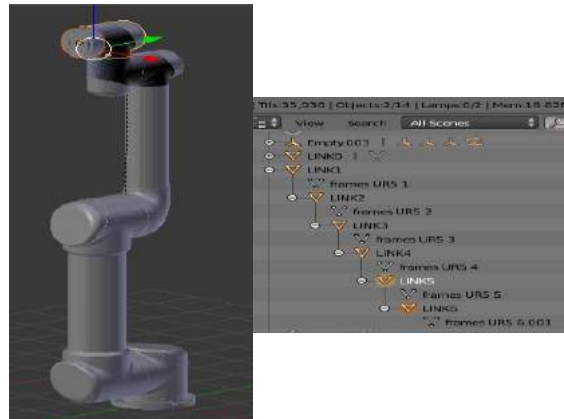 Tris:35,038 | Objects:2/14 | Lamps:0/2 | Mem:18.82M
View Search All Scenes
Empty.003
LINK0
LINK1
frames UR5 1
LINK2
frames UR5 2
LINK3
frames UR5 3
LINK4
frames UR5 4
LINK5
frames UR5 5
LINK6
frames UR5 6.001